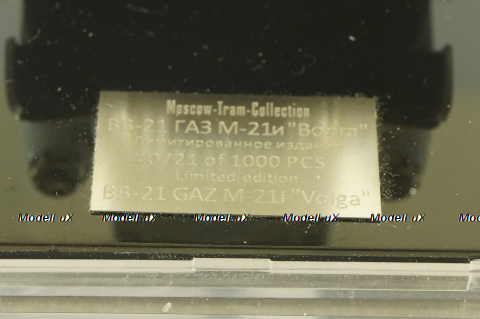 Moscow-Tram-Collection
BB-21 ГАЗ М-21и "Волга"
Лимитированное издание
0721 of 1000 PCS
Limited edition
BB-21 GAZ M-21i "Volga"
ModelLuX ModelLuX ModelLuX ModelLuX ModelLuX